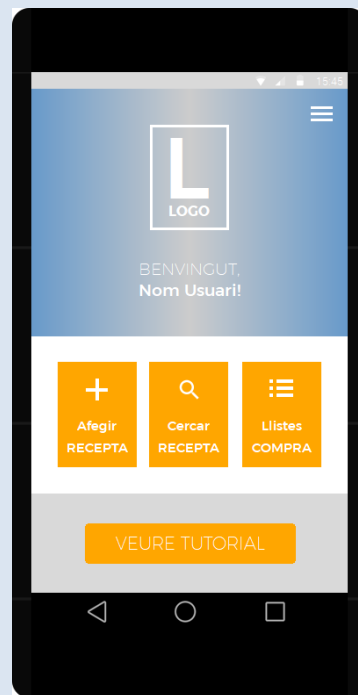 15:45
L
LOGO
BENVINGUT,
Nom Usuari!
Afegir
RECEPTA
Cercar
RECEPTA
Llistes
COMPRA
VEURE TUTORIAL